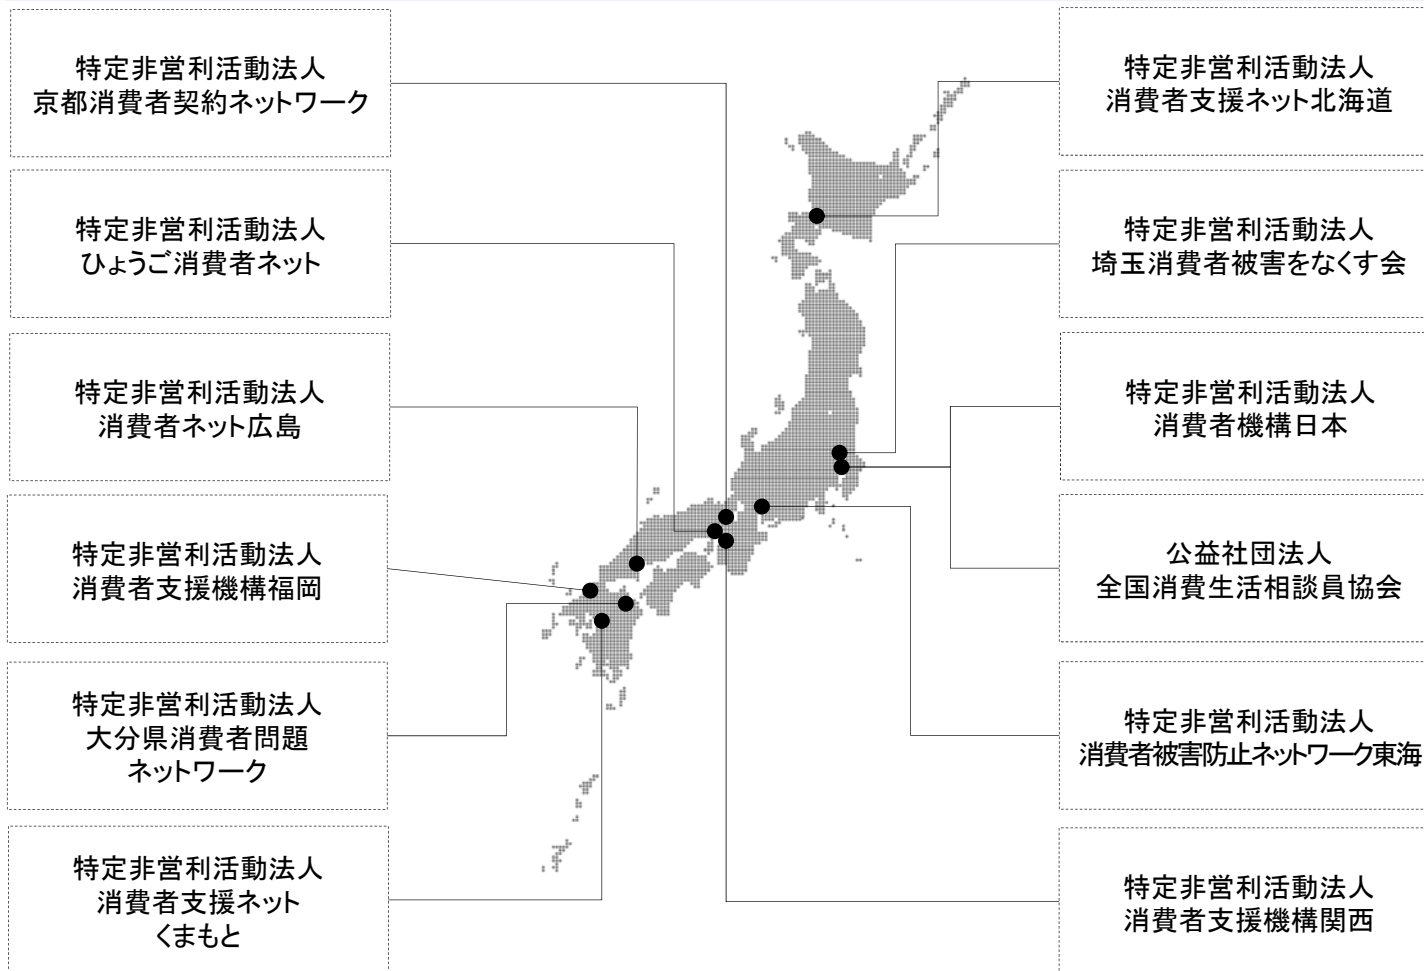 特定非営利活動法人
京都消費者契約ネットワーク
特定非営利活動法人
ひょうご消費者ネット
特定非営利活動法人
消費者ネット広島
特定非営利活動法人
消費者支援機構福岡
特定非営利活動法人
大分県消費者問題
ネットワーク
特定非営利活動法人
消費者支援ネット
くまもと
特定非営利活動法人
消費者支援ネット北海道
特定非営利活動法人
埼玉消費者被害をなくす会
特定非営利活動法人
消費者機構日本
公益社団法人
全国消費生活相談員協会
特定非営利活動法人
消費者被害防止ネットワーク東海
特定非営利活動法人
消費者支援機構関西